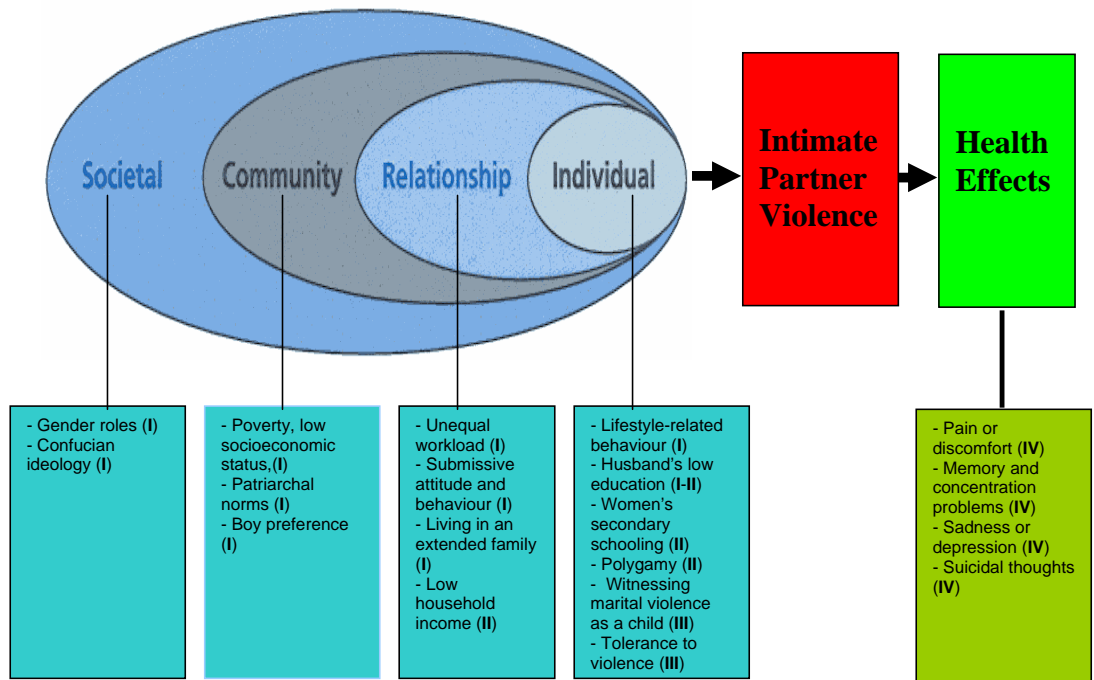 Societal
Community
Relationship
Individual
Intimate
Partner
Violence
Health
Effects
- Gender roles (I)
- Confucian
ideology (I)
- Poverty, low
socioeconomic
status,(I)
- Patriarchal
norms (I)
- Boy preference
(I)
- Unequal
workload (I)
- Submissive
attitude and
behaviour (I)
- Living in an
extended family
(I)
- Low
household
income (II)
- Lifestyle-related
behaviour (I)
- Husband's low
education (I-II)
- Women's
secondary
schooling (II)
- Polygamy (II)
- Witnessing
marital violence
as a child (III)
- Tolerance to
violence (III)
- Pain or
discomfort (IV)
- Memory and
concentration
problems (IV)
- Sadness or
depression (IV)
- Suicidal thoughts
(IV)